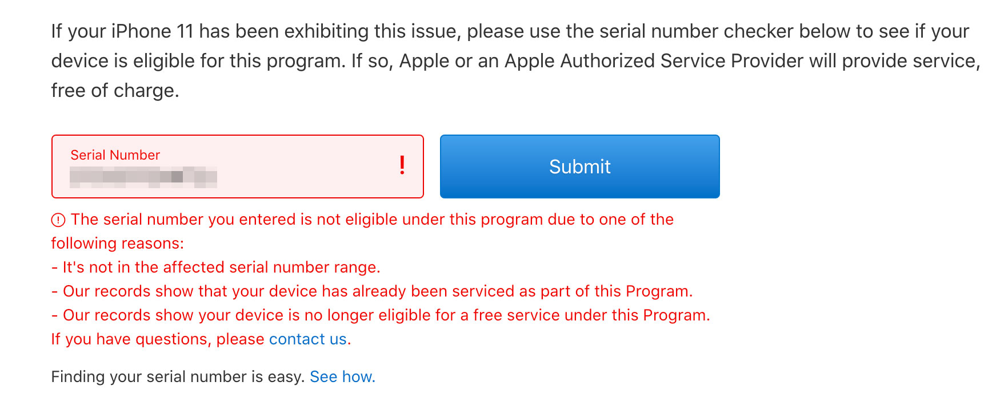 If your iPhone 11 has been exhibiting this issue, please use the serial number checker below to see if your
device is eligible for this program. If so, Apple or an Apple Authorized Service Provider will provide service,
free of charge.
Serial Number
!
Submit
The serial number you entered is not eligible under this program due to one of the
following reasons:
- It's not in the affected serial number range.
- Our records show that your device has already been serviced as part of this Program.
- Our records show your device is no longer eligible for a free service under this Program.
If you have questions, please contact us.
Finding your serial number is easy. See how.